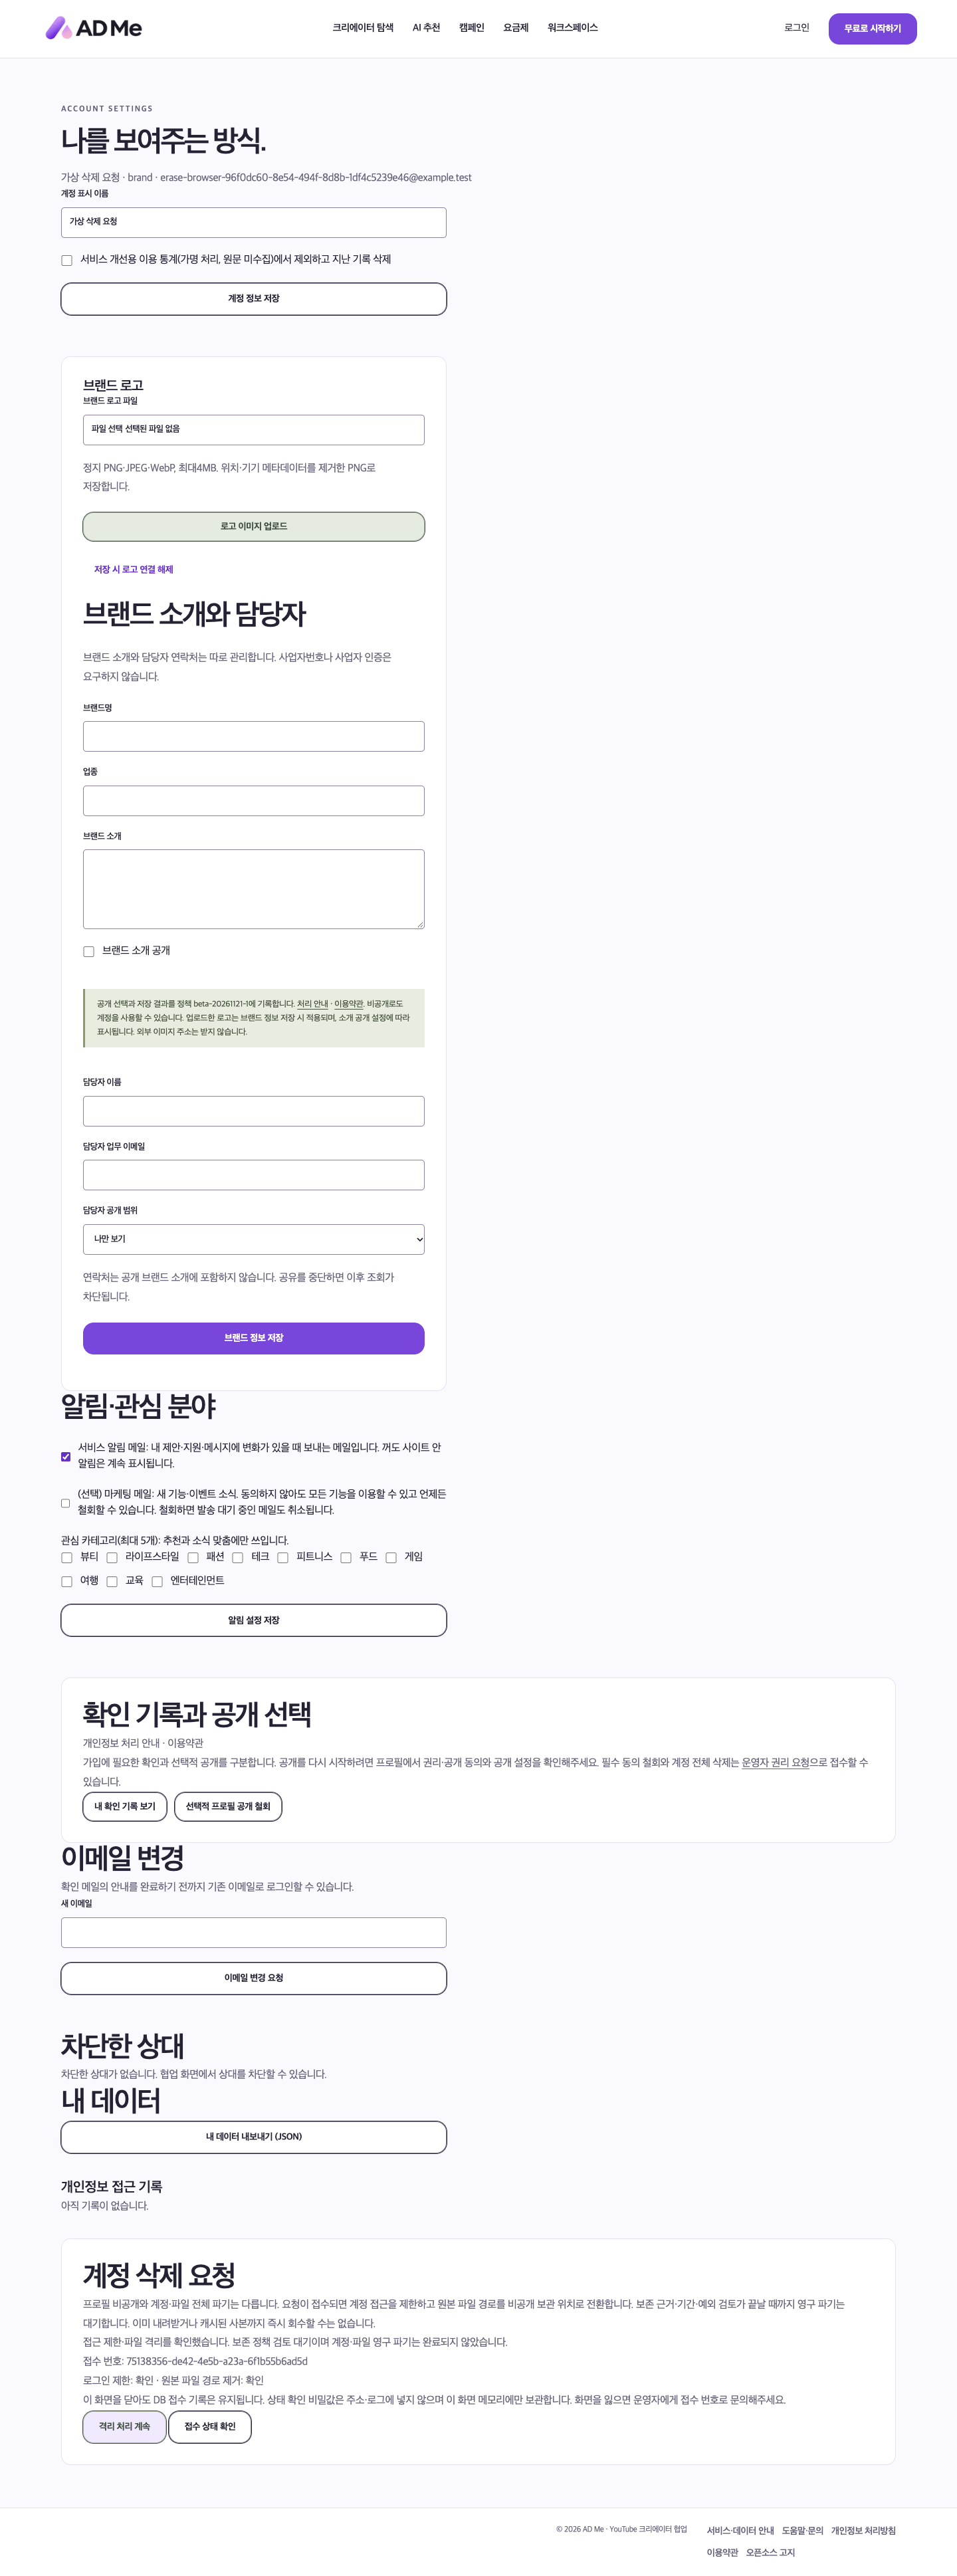 AD Me
크리에이터 탐색 AI 추천 캠페인 요금제 워크스페이스
로그인 무료로 시작하기
ACCOUNT SETTINGS
나를 보여주는 방식.
가상 삭제 요청 · brand · erase-browser-96f0dc60-8e54-494f-8d8b-1df4c5239e46@example.test
계정 표시 이름
가상 삭제 요청
서비스 개선용 이용 통계(가명 처리, 원문 미수집)에서 제외하고 지난 기록 삭제
계정 정보 저장
브랜드 로고
브랜드 로고 파일
파일 선택 선택된 파일 없음
정지 PNG·JPEG·WebP, 최대4MB. 위치·기기 메타데이터를 제거한 PNG로
저장합니다.
로고 이미지 업로드
저장 시 로고 연결 해제
브랜드 소개와 담당자
브랜드 소개와 담당자 연락처는 따로 관리합니다. 사업자번호나 사업자 인증은
요구하지 않습니다.
브랜드명
업종
브랜드 소개
브랜드 소개 공개
공개 선택과 저장 결과를 정책 beta-20261121-1에 기록합니다. 처리 안내 · 이용약관. 비공개로도
계정을 사용할 수 있습니다. 업로드한 로고는 브랜드 정보 저장 시 적용되며, 소개 공개 설정에 따라
표시됩니다. 외부 이미지 주소는 받지 않습니다.
담당자 이름
담당자 업무 이메일
담당자 공개 범위
나만 보기
연락처는 공개 브랜드 소개에 포함하지 않습니다. 공유를 중단하면 이후 조회가
차단됩니다.
브랜드 정보 저장
알림·관심 분야
서비스 알림 메일: 내 제안·지원·메시지에 변화가 있을 때 보내는 메일입니다. 꺼도 사이트 안
알림은 계속 표시됩니다.
(선택) 마케팅 메일: 새 기능·이벤트 소식. 동의하지 않아도 모든 기능을 이용할 수 있고 언제든
철회할 수 있습니다. 철회하면 발송 대기 중인 메일도 취소됩니다.
관심 카테고리(최대 5개): 추천과 소식 맞춤에만 쓰입니다.
뷰티 라이프스타일 패션 테크 피트니스 푸드 게임
여행 교육 엔터테인먼트
알림 설정 저장
확인 기록과 공개 선택
개인정보 처리 안내 · 이용약관
가입에 필요한 확인과 선택적 공개를 구분합니다. 공개를 다시 시작하려면 프로필에서 권리·공개 동의와 공개 설정을 확인해주세요. 필수 동의 철회와 계정 전체 삭제는 운영자 권리 요청으로 접수할 수
있습니다.
내 확인 기록 보기 선택적 프로필 공개 철회
이메일 변경
확인 메일의 안내를 완료하기 전까지 기존 이메일로 로그인할 수 있습니다.
새 이메일
이메일 변경 요청
차단한 상대
차단한 상대가 없습니다. 협업 화면에서 상대를 차단할 수 있습니다.
내 데이터
내 데이터 내보내기 (JSON)
개인정보 접근 기록
아직 기록이 없습니다.
계정 삭제 요청
프로필 비공개와 계정·파일 전체 파기는 다릅니다. 요청이 접수되면 계정 접근을 제한하고 원본 파일 경로를 비공개 보관 위치로 전환합니다. 보존 근거·기간·예외 검토가 끝날 때까지 영구 파기는
대기합니다. 이미 내려받거나 캐시된 사본까지 즉시 회수할 수는 없습니다.
접근 제한·파일 격리를 확인했습니다. 보존 정책 검토 대기이며 계정·파일 영구 파기는 완료되지 않았습니다.
접수 번호: 75138356-de42-4e5b-a23a-6f1b55b6ad5d
로그인 제한: 확인 · 원본 파일 경로 제거: 확인
이 화면을 닫아도 DB 접수 기록은 유지됩니다. 상태 확인 비밀값은 주소·로그에 넣지 않으며 이 화면 메모리에만 보관합니다. 화면을 잃으면 운영자에게 접수 번호로 문의해주세요.
격리 처리 계속 접수 상태 확인
© 2026 AD Me · YouTube 크리에이터 협업 서비스·데이터 안내 도움말·문의 개인정보 처리방침
이용약관 오픈소스 고지